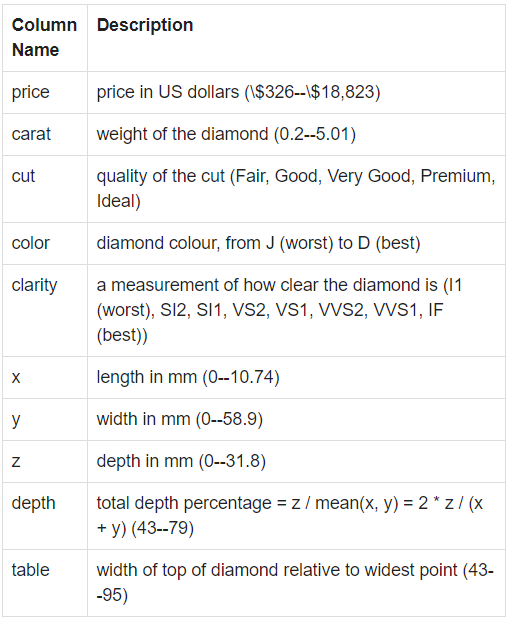 Column Description
Name
price price in US dollars (\$326--\$18,823)
carat weight of the diamond (0.2--5.01)
cut quality of the cut (Fair, Good, Very Good, Premium,
Ideal)
color diamond colour, from J (worst) to D (best)
clarity a measurement of how clear the diamond is (I1
(worst), SI2, SI1, VS2, VS1, VVS2, VVS1, IF
(best))
x length in mm (0--10.74)
y width in mm (0--58.9)
z depth in mm (0--31.8)
depth total depth percentage = z / mean(x, y) = 2 * z / (x
+ y) (43--79)
table width of top of diamond relative to widest point (43-
-95)